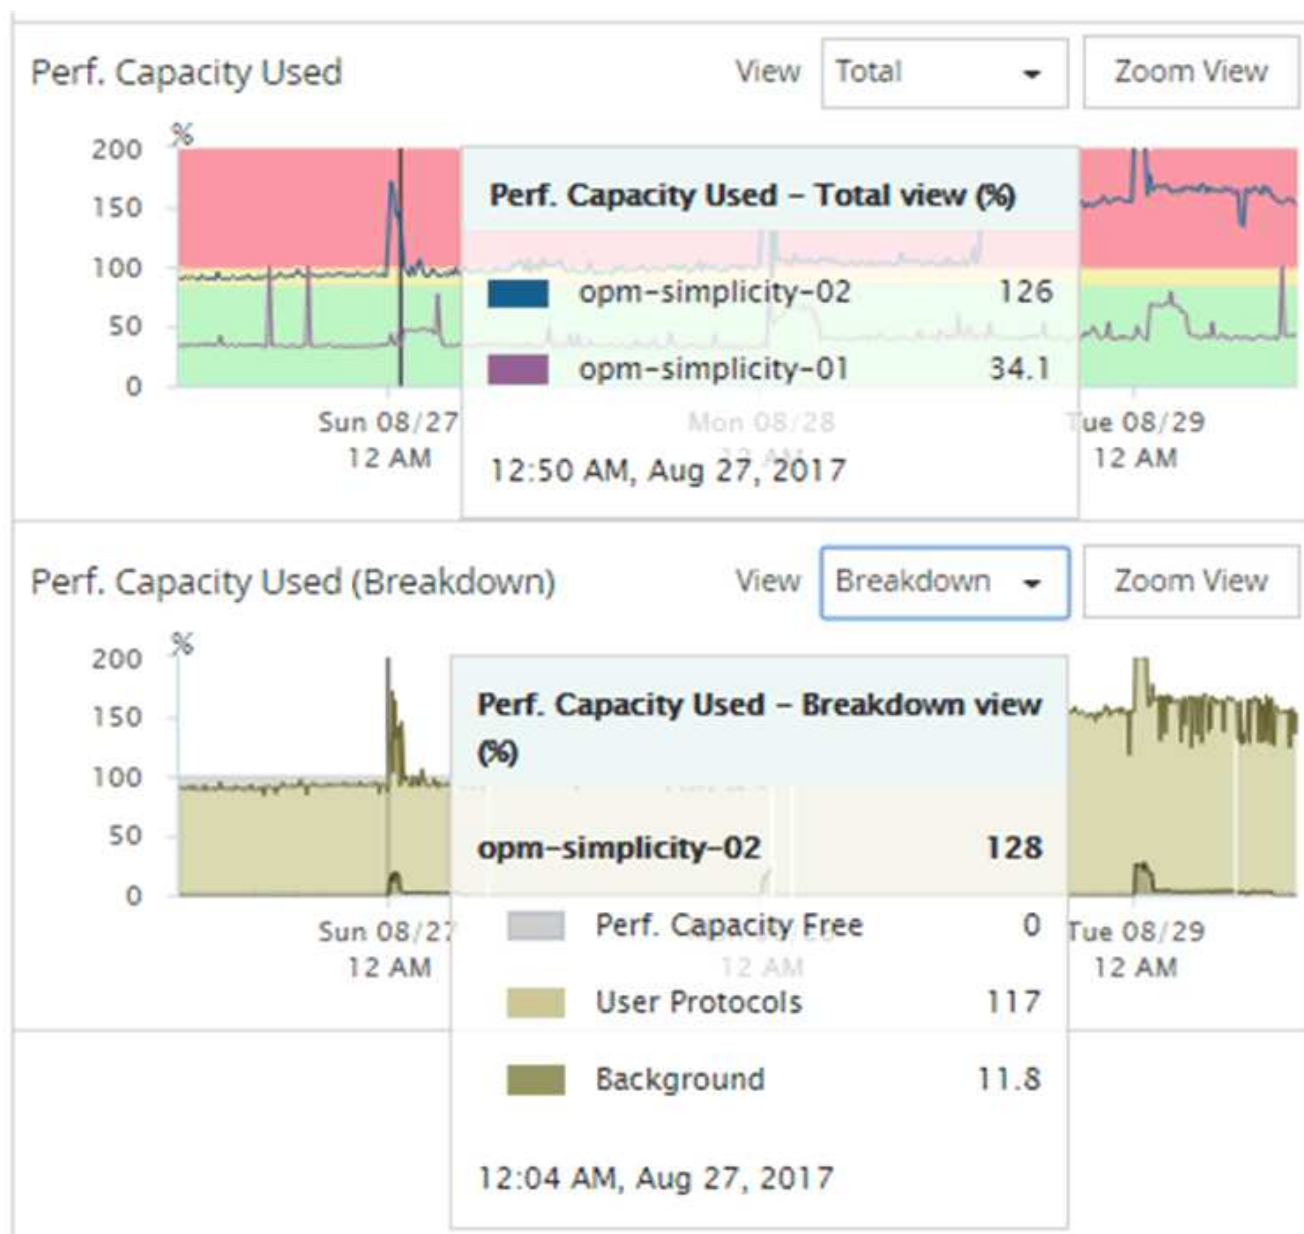 Perf. Capacity Used View Total Zoom View
%
200
150
100
50
0
Perf. Capacity Used – Total view (%)
opm-simplicity-02 126
opm-simplicity-01 34.1
12:50 AM, Aug 27, 2017
Sun 08/27 Mon 08/28 Tue 08/29
12 AM 12 AM 12 AM
Perf. Capacity Used (Breakdown) View Breakdown Zoom View
%
200
150
100
50
0
Perf. Capacity Used – Breakdown view
(%)
opm-simplicity-02 128
Perf. Capacity Free 0
User Protocols 117
Background 11.8
12:04 AM, Aug 27, 2017
Sun 08/27 Tue 08/29
12 AM 12 AM 12 AM